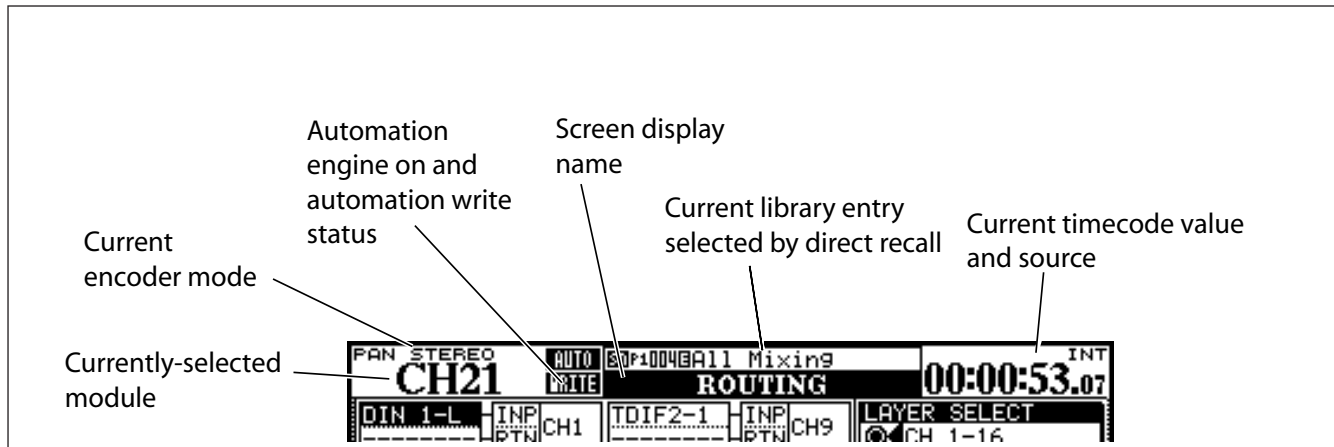 Automation
engine on and
automation write
status
Screen display
name
Current library entry
selected by direct recall
Current timecode value
and source
Current
encoder mode
Currently-selected
module
PAN STEREO
CH21
AUTO
WRITE
All Mixing
ROUTING
INT
00:00:53.07
DIN 1-L
INP
RTN
CH1
TDIF2-1
INP
RTN
CH9
LAYER SELECT
CH 1-16